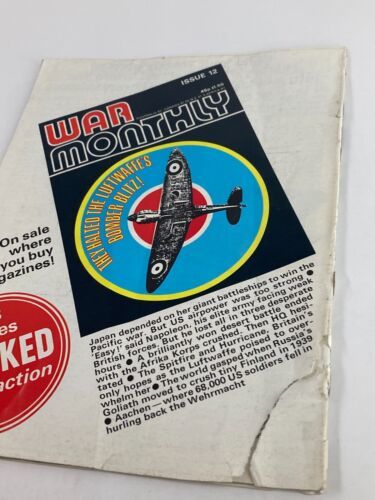 ISSUE 12
WAR
MONTHLY
THEY HALTED THE LUFTWAFFE'S
BOMBER BLITZ!
On sale
where
you buy
gazines!
KED
action
Japan depended on her giant battleships to win the
Pacific war. But US airpower was too strong ●
'Easy', said Napoleon, his elite army facing weak
British forces. But he lost all in three desperate
hours ● A brilliantly won desert battle ended
with the Afrika Korps crushed. Then HQ hesi-
tated ● The Spitfire and Hurricane, Britain's
only hopes as the Luftwaffe poised to over-
whelm her ● The world gasped when Russia's
Goliath moved to crush tiny Finland in 1939
● Aachen—where 68,000 US soldiers fell in
hurling back the Wehrmacht